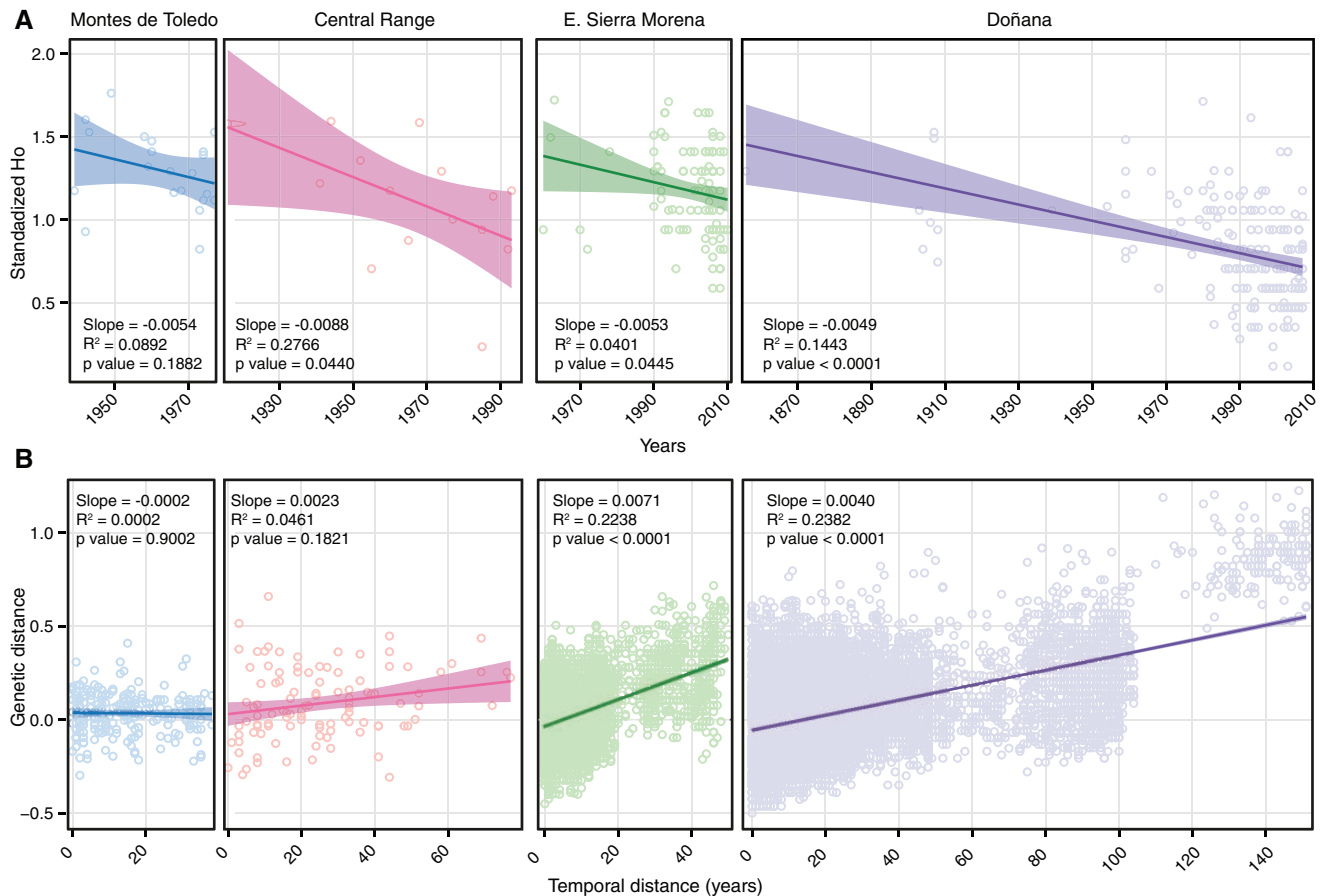 A
Montes de Toledo
Central Range
E. Sierra Morena
Doñana
Standardized Ho
2.0
1.5
1.0
0.5
Slope = -0.0054
R² = 0.0892
p value = 0.1882
Slope = -0.0088
R² = 0.2766
p value = 0.0440
Slope = -0.0053
R² = 0.0401
p value = 0.0445
Slope = -0.0049
R² = 0.1443
p value < 0.0001
1950
1970
1930
1950
1970
1990
1970
1990
2010
1870
1890
1910
1930
1950
1970
1990
2010
Years
B
Genetic distance
1.0
0.5
0.0
−0.5
Slope = -0.0002
R² = 0.0002
p value = 0.9002
Slope = 0.0023
R² = 0.0461
p value = 0.1821
Slope = 0.0071
R² = 0.2238
p value < 0.0001
Slope = 0.0040
R² = 0.2382
p value < 0.0001
0
20
0
20
40
60
0
20
40
0
20
40
60
80
100
120
140
Temporal distance (years)